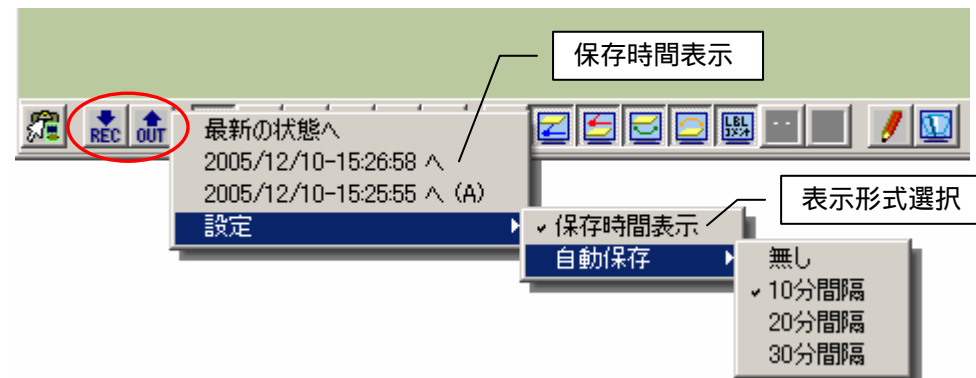 保存時間表示
REC OUT
LBL
最新の状態へ
2005/12/10-15:26:58 へ
2005/12/10-15:25:55 へ (A)
設定
表示形式選択
保存時間表示
自動保存
無し
10分間隔
20分間隔
30分間隔